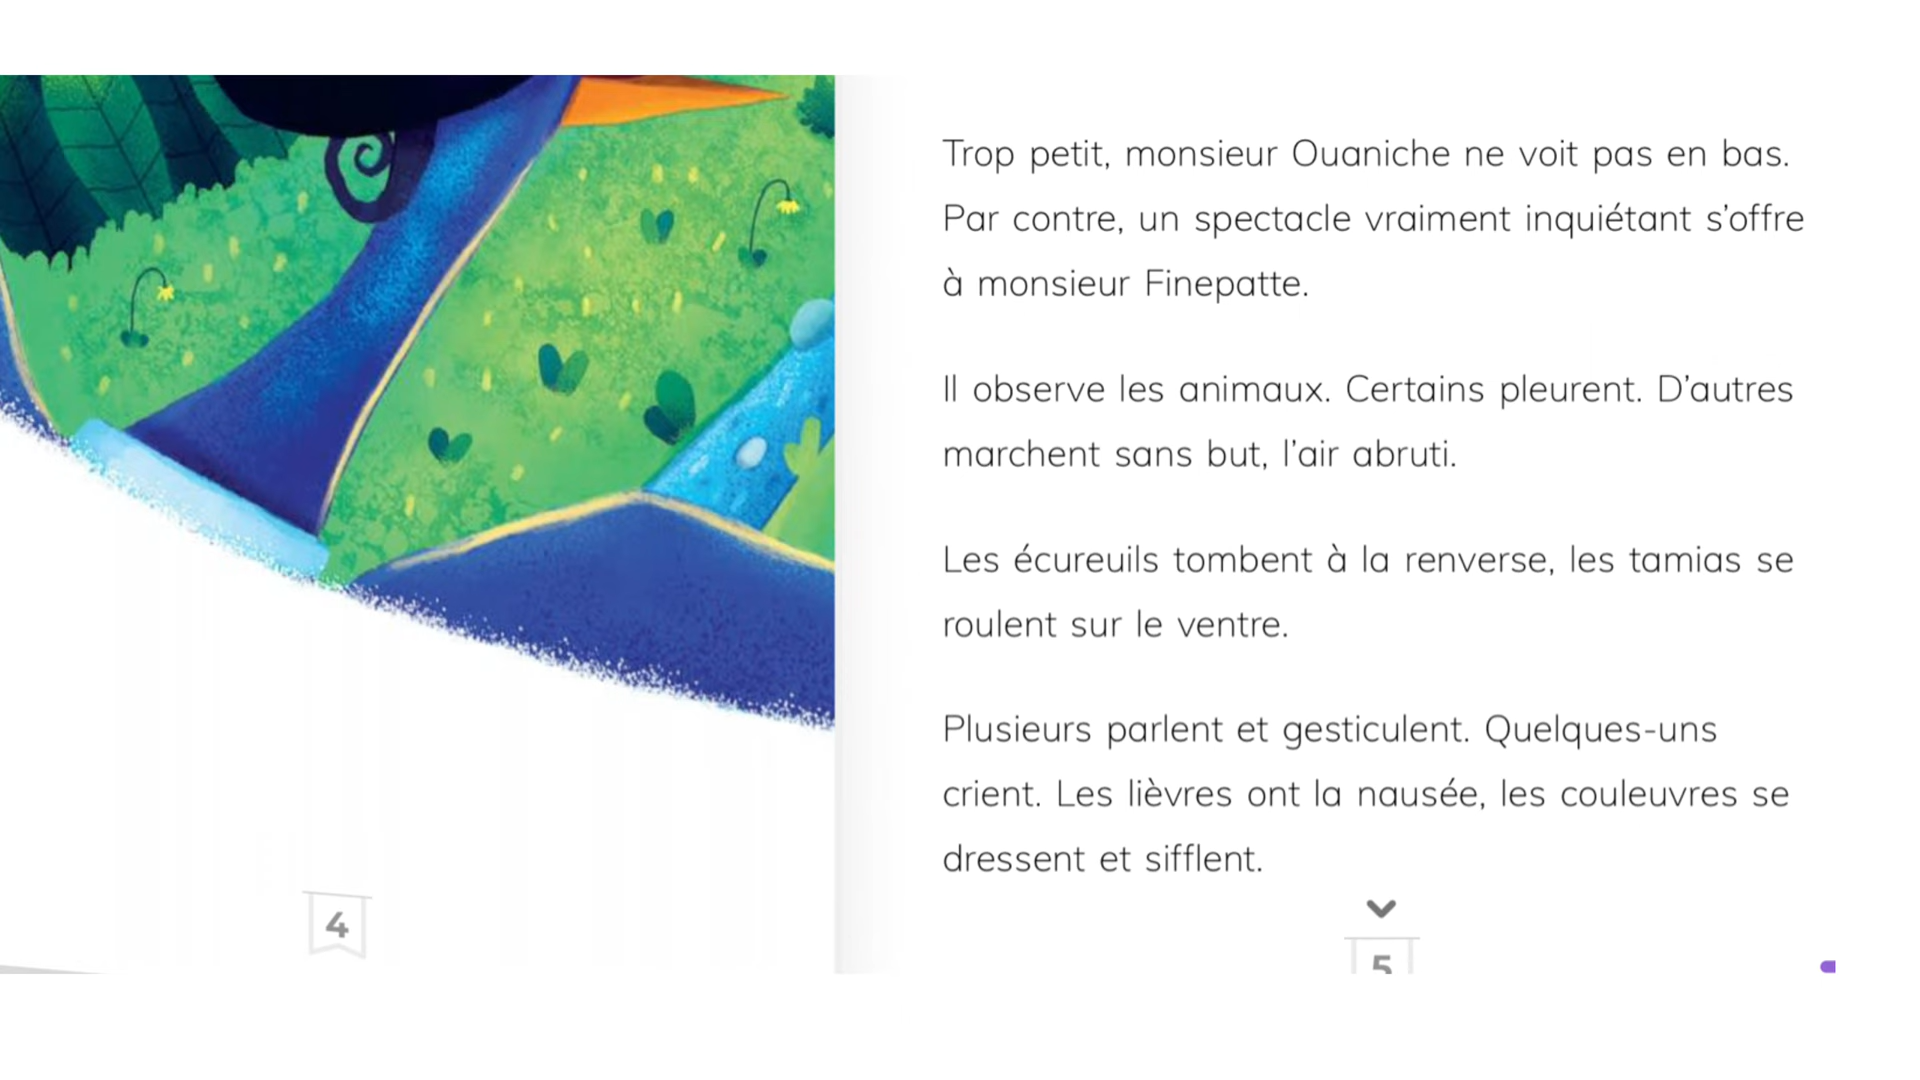 Trop petit, monsieur Ouaniche ne voit pas en bas.
Par contre, un spectacle vraiment inquiétant s’offre
à monsieur Finepatte.
Il observe les animaux. Certains pleurent. D’autres
marchent sans but, l’air abruti.
Les écureuils tombent à la renverse, les tamias se
roulent sur le ventre.
Plusieurs parlent et gesticulent. Quelques-uns
crient. Les lièvres ont la nausée, les couleuvres se
dressent et sifflent.
4
5